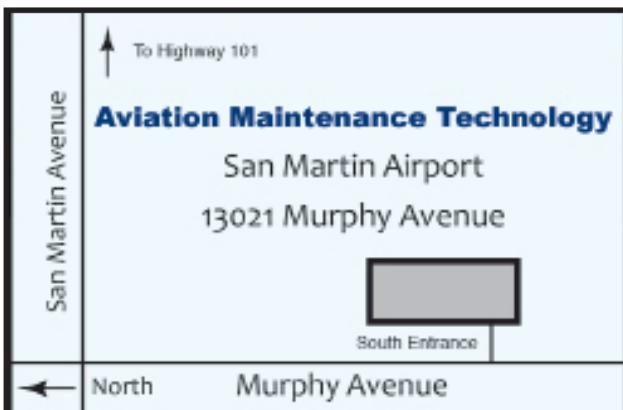 To Highway 101
San Martin Avenue
Aviation Maintenance Technology
San Martin Airport
13021 Murphy Avenue
South Entrance
North
Murphy Avenue